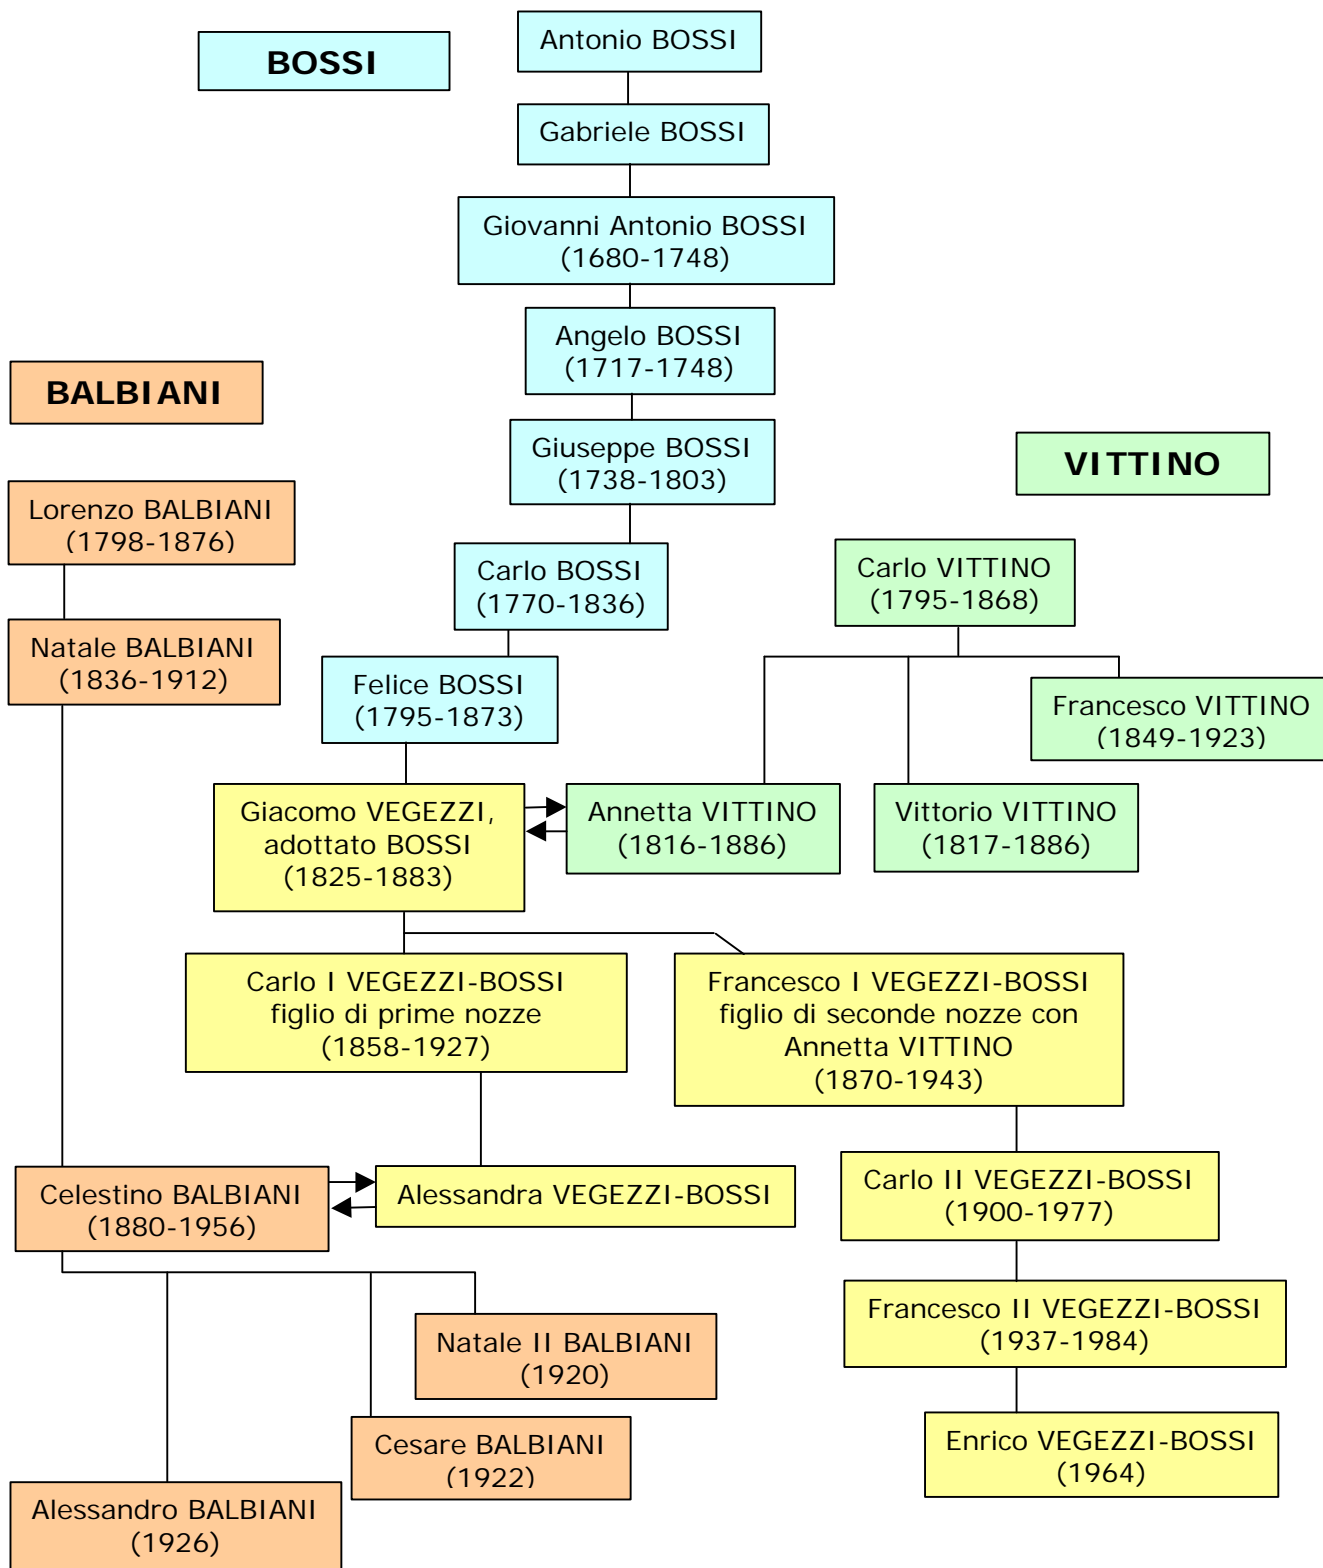 BOSSI
Antonio BOSSI
Gabriele BOSSI
Giovanni Antonio BOSSI
(1680-1748)
Angelo BOSSI
(1717-1748)
BALBIANI
Giuseppe BOSSI
(1738-1803)
VITTINO
Lorenzo BALBIANI
(1798-1876)
Carlo BOSSI
(1770-1836)
Carlo VITTINO
(1795-1868)
Natale BALBIANI
(1836-1912)
Felice BOSSI
(1795-1873)
Francesco VITTINO
(1849-1923)
Giacomo VEGEZZI,
adottato BOSSI
(1825-1883)
Annetta VITTINO
(1816-1886)
Vittorio VITTINO
(1817-1886)
Carlo I VEGEZZI-BOSSI
figlio di prime nozze
(1858-1927)
Francesco I VEGEZZI-BOSSI
figlio di seconde nozze con
Annetta VITTINO
(1870-1943)
Celestino BALBIANI
(1880-1956)
Alessandra VEGEZZI-BOSSI
Carlo II VEGEZZI-BOSSI
(1900-1977)
Francesco II VEGEZZI-BOSSI
(1937-1984)
Natale II BALBIANI
(1920)
Cesare BALBIANI
(1922)
Enrico VEGEZZI-BOSSI
(1964)
Alessandro BALBIANI
(1926)